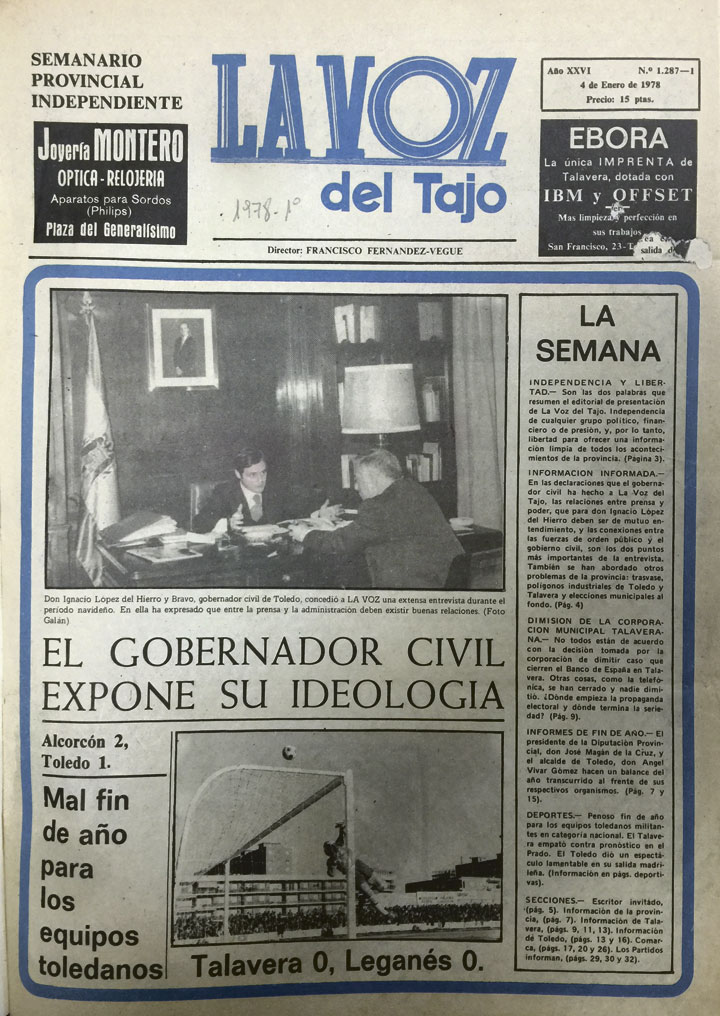 SEMANARIO
PROVINCIAL
INDEPENDIENTE
Joyería MONTERO
OPTICA - RELOJERIA
Aparatos para Sordos
(Philips)
Plaza del Generalísimo
LA VOZ
del Tajo
1978-1º
Director: FRANCISCO FERNANDEZ-VEGUE
Año XXVI N.º 1.287—1
4 de Enero de 1978
Precio: 15 ptas.
EBORA
La única IMPRENTA de
Talavera, dotada con
IBM y OFFSET
Mas limpieza y perfección en
sus trabajos
San Francisco, 23-
salida d
Don Ignacio López del Hierro y Bravo, gobernador civil de Toledo, concedió a LA VOZ una extensa entrevista durante el
período navideño. En ella ha expresado que entre la prensa y la administración deben existir buenas relaciones. (Foto
Galán)
EL GOBERNADOR CIVIL
EXPONE SU IDEOLOGIA
Alcorcón 2,
Toledo 1.
Mal fin
de año
para
los
equipos
toledanos
Talavera 0, Leganés 0.
LA
SEMANA
INDEPENDENCIA Y LIBER-
TAD.— Son las dos palabras que
resumen el editorial de presentación
de La Voz del Tajo. Independencia
de cualquier grupo político, finan-
ciero o de presión, y, por lo tanto,
libertad para ofrecer una informa-
ción limpia de todos los aconteci-
mientos de la provincia. (Página 3).
INFORMACION INFORMADA.—
En las declaraciones que el goberna-
dor civil ha hecho a La Voz del
Tajo, las relaciones entre prensa y
poder, que para don Ignacio López
del Hierro deben ser de mutuo en-
tendimiento, y las conexiones entre
las fuerzas de orden público y el
gobierno civil, son los dos puntos
más importantes de la entrevista.
También se han abordado otros
problemas de la provincia: trasvase,
polígonos industriales de Toledo y
Talavera y elecciones municipales al
fondo. (Pág. 4)
DIMISION DE LA CORPORA-
CION MUNICIPAL TALAVERA-
NA.— No todos están de acuerdo
con la decisión tomada por la
corporación de dimitir caso que
cierren el Banco de España en Tala-
vera. Otras cosas, como la telefó-
nica, se han cerrado y nadie dimi-
tió. ¿Dónde empieza la propaganda
electoral y dónde termina la serie-
dad? (Pág. 9).
INFORMES DE FIN DE AÑO.— El
presidente de la Diputación Provin-
cial, don José Magán de la Cruz, y
el alcalde de Toledo, don Angel
Vivar Gómez hacen un balance del
año transcurrido al frente de sus
respectivos organismos. (Pág. 7 y
15).
DEPORTES.— Penoso fin de año
para los equipos toledanos militan-
tes en categoría nacional. El Talave-
ra empató contra pronóstico en el
Prado. El Toledo dió un espectá-
culo lamentable en su salida madri-
leña. (Información en págs. deporti-
vas).
SECCIONES.— Escritor invitado,
(pág. 5). Información de la provin-
cia, (pág. 7). Información de Tala-
vera, (págs. 9, 11, 13). Información
de Toledo, (págs. 13 y 16). Comar-
ca, (págs. 17, 20 y 26). Los Partidos
informan, (págs. 29, 30 y 32).